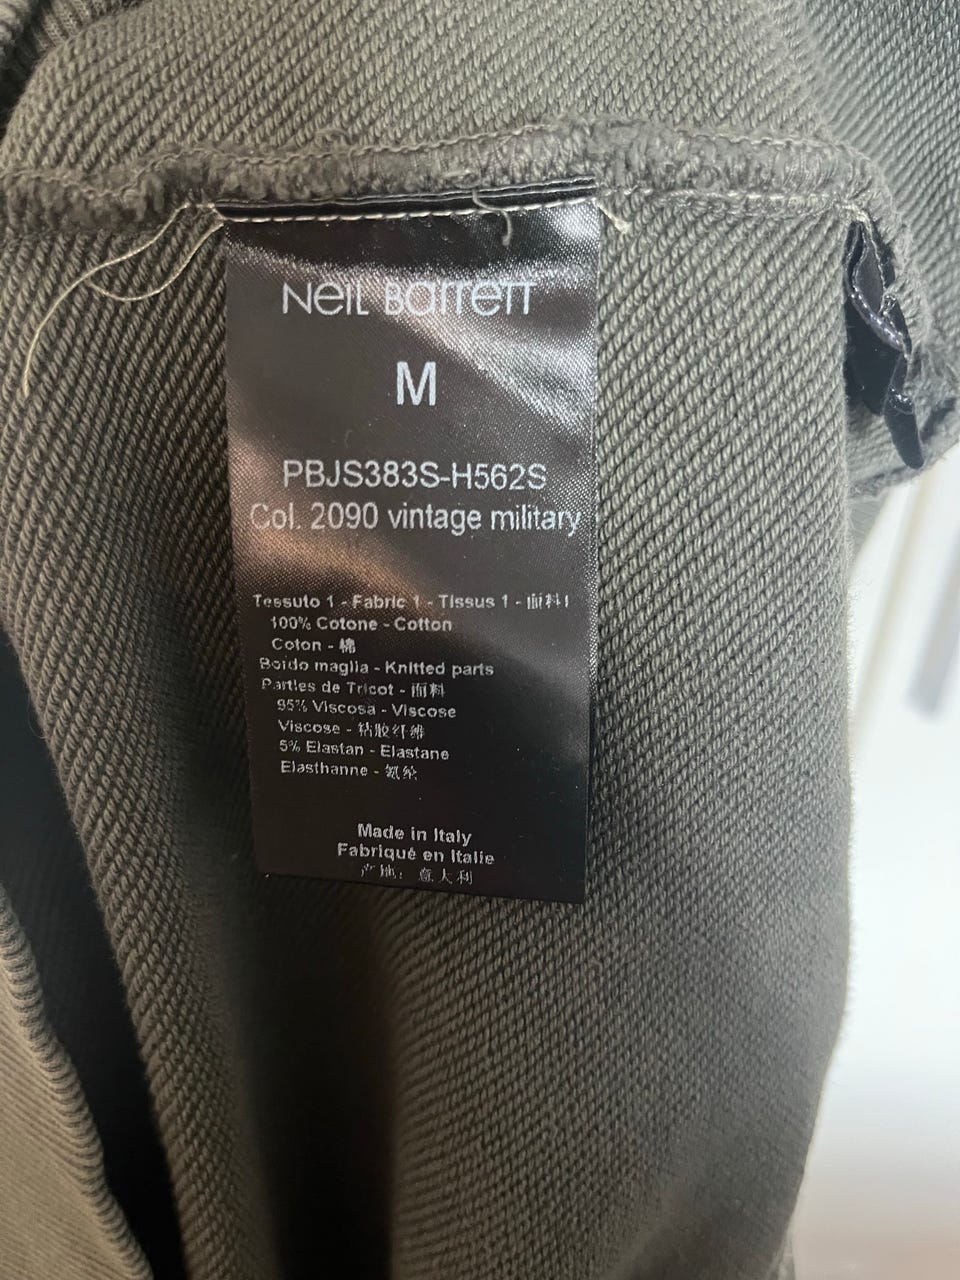 Neil Barrett
M
PBJS383S-H562S
Col. 2090 vintage military
Tessuto 1 - Fabric 1 - Tissus 1 - 面料1
100% Cotone - Cotton
Coton - 棉
Bordo maglia - Knitted parts
Parties de Tricot - 面料
95% Viscosa - Viscose
Viscose - 粘胶纤维
5% Elastan - Elastane
Elasthanne - 氨纶
Made in Italy
Fabriqué en Italie
产地: 意大利